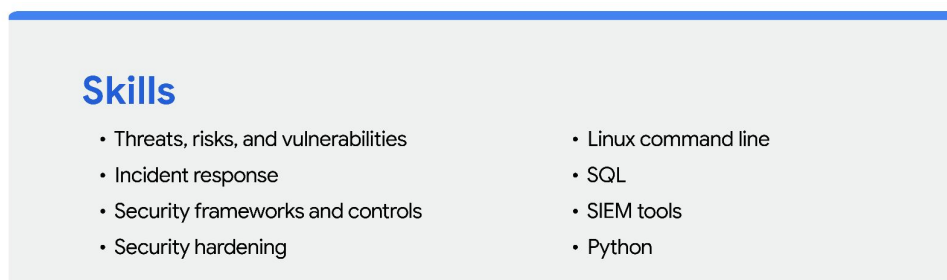 Skills
• Threats, risks, and vulnerabilities
• Incident response
• Security frameworks and controls
• Security hardening
• Linux command line
• SQL
• SIEM tools
• Python